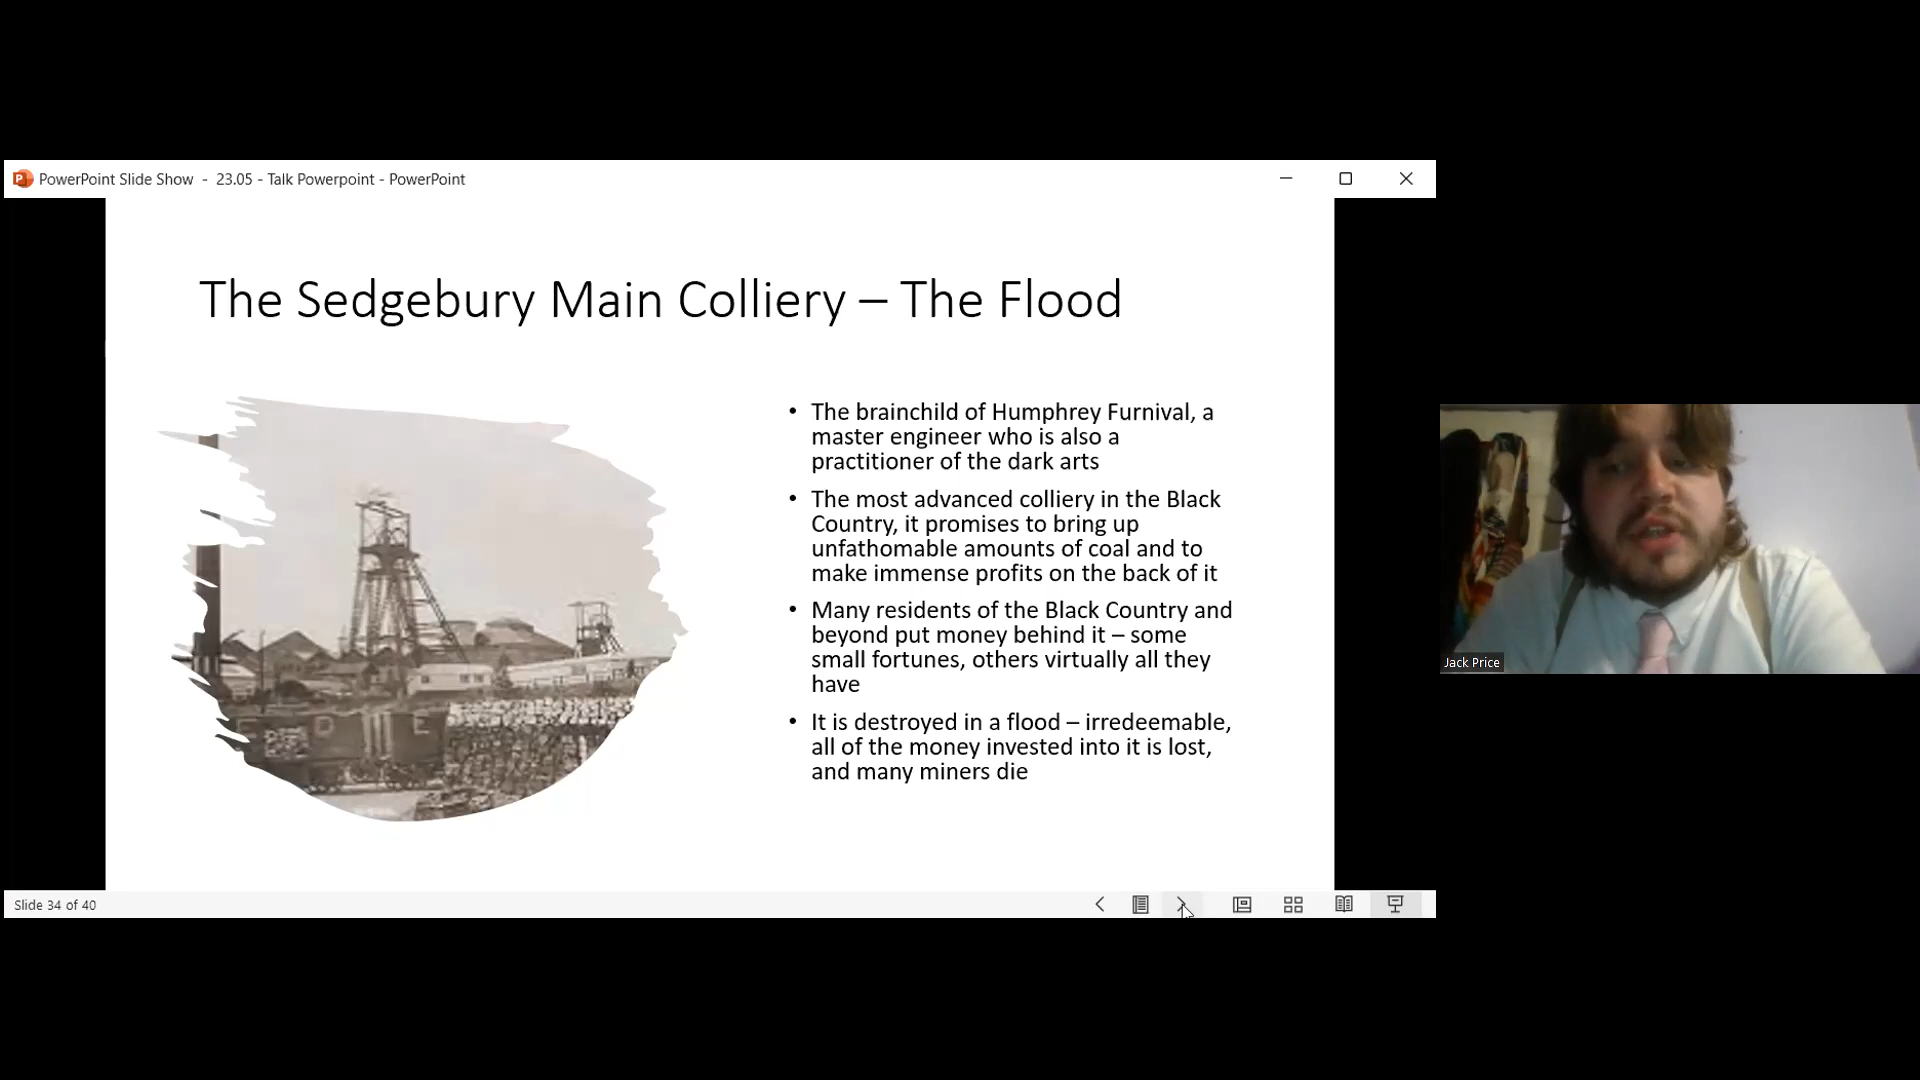 PowerPoint Slide Show - 23.05 - Talk Powerpoint - PowerPoint
The Sedgebury Main Colliery – The Flood
• The brainchild of Humphrey Furnival, a
master engineer who is also a
practitioner of the dark arts
• The most advanced colliery in the Black
Country, it promises to bring up
unfathomable amounts of coal and to
make immense profits on the back of it
• Many residents of the Black Country and
beyond put money behind it – some
small fortunes, others virtually all they
have
• It is destroyed in a flood – irredeemable,
all of the money invested into it is lost,
and many miners die
Jack Price
Slide 34 of 40